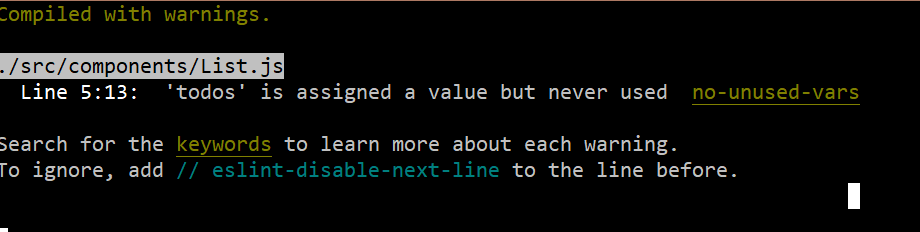 Compiled with warnings.
./src/components/List.js
Line 5:13:  'todos' is assigned a value but never used  no-unused-vars
Search for the keywords to learn more about each warning.
To ignore, add // eslint-disable-next-line to the line before.